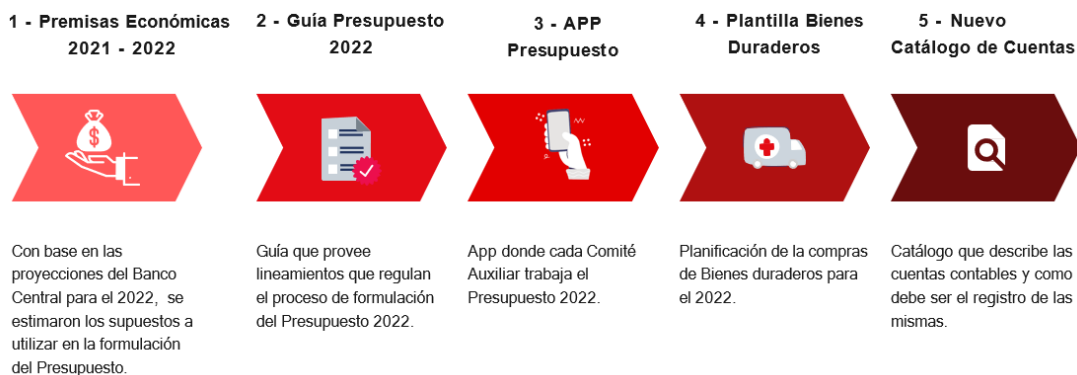 1 - Premisas Económicas
2021 - 2022
2 - Guía Presupuesto
2022
3 - APP
Presupuesto
4 - Plantilla Bienes
Duraderos
5 - Nuevo
Catálogo de Cuentas
$
Con base en las
proyecciones del Banco
Central para el 2022, se
estimaron los supuestos a
utilizar en la formulación
del Presupuesto.
Guía que provee
lineamientos que regulan
el proceso de formulación
del Presupuesto 2022.
App donde cada Comité
Auxiliar trabaja el
Presupuesto 2022.
Planificación de la compras
de Bienes duraderos para
el 2022.
Catálogo que describe las
cuentas contables y como
debe ser el registro de las
mismas.